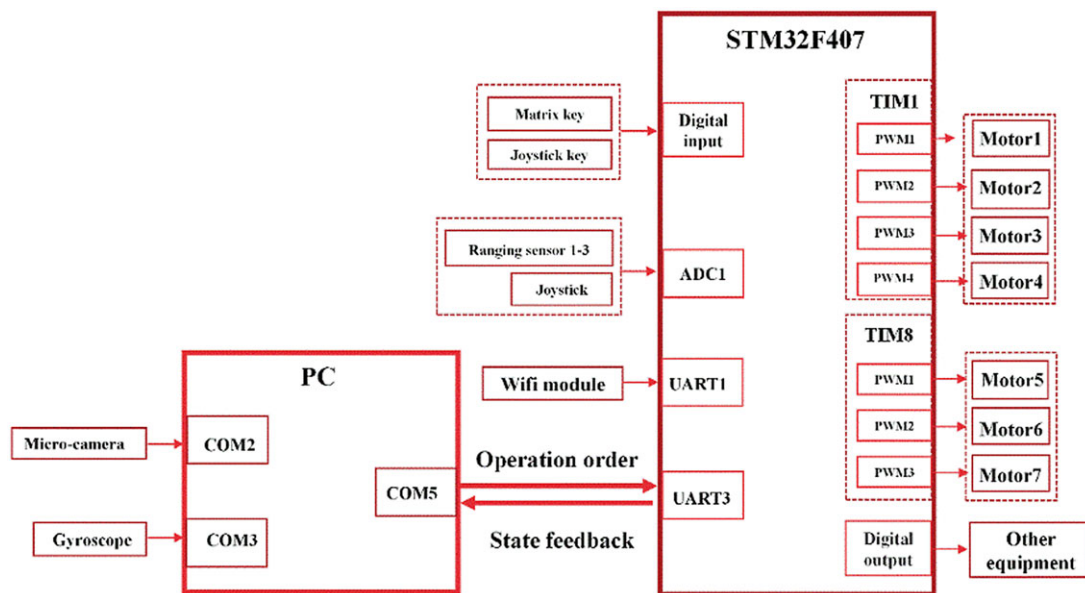 STM32F407
Matrix key
Joystick key
Digital
input
TIM1
PWM1
Motor1
PWM2
Motor2
PWM3
Motor3
PWM4
Motor4
Ranging sensor 1-3
Joystick
ADC1
TIM8
PWM1
Motor5
PWM2
Motor6
PWM3
Motor7
Wifi module
UART1
PC
Micro-camera
COM2
Operation order
COM5
UART3
State feedback
Gyroscope
COM3
Digital
output
Other
equipment